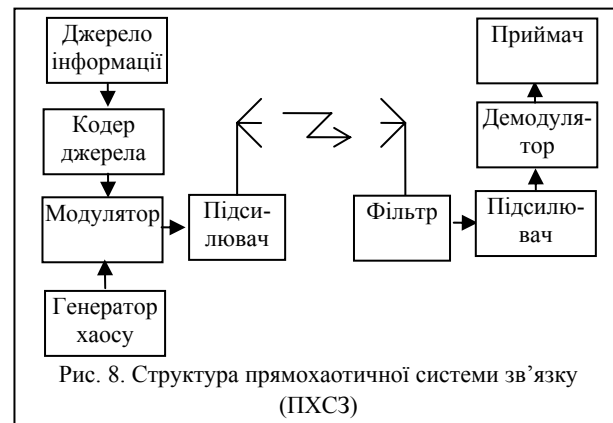 Джерело
інформації
Кодер
джерела
Модулятор
Генератор
хаосу
Підси-
лювач
Фільтр
Підсилю-
вач
Демодуля-
тор
Приймач
Рис. 8. Структура прямохаотичної системи зв’язку
(ПХСЗ)